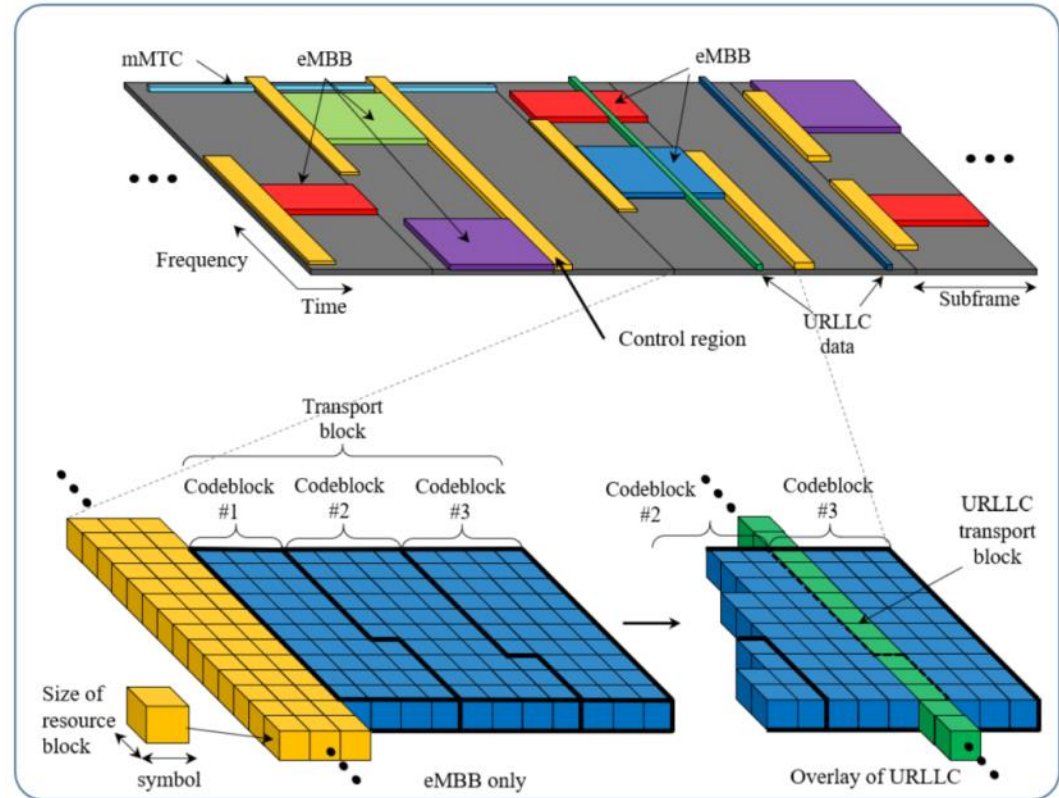 mMTC
eMBB
eMBB
Frequency
Time
Control region
URLLC
data
Subframe
Transport
block
Codeblock
#1
Codeblock
#2
Codeblock
#3
Codeblock
#2
Codeblock
#3
URLLC
transport
block
Size of
resource
block
symbol
eMBB only
Overlay of URLLC